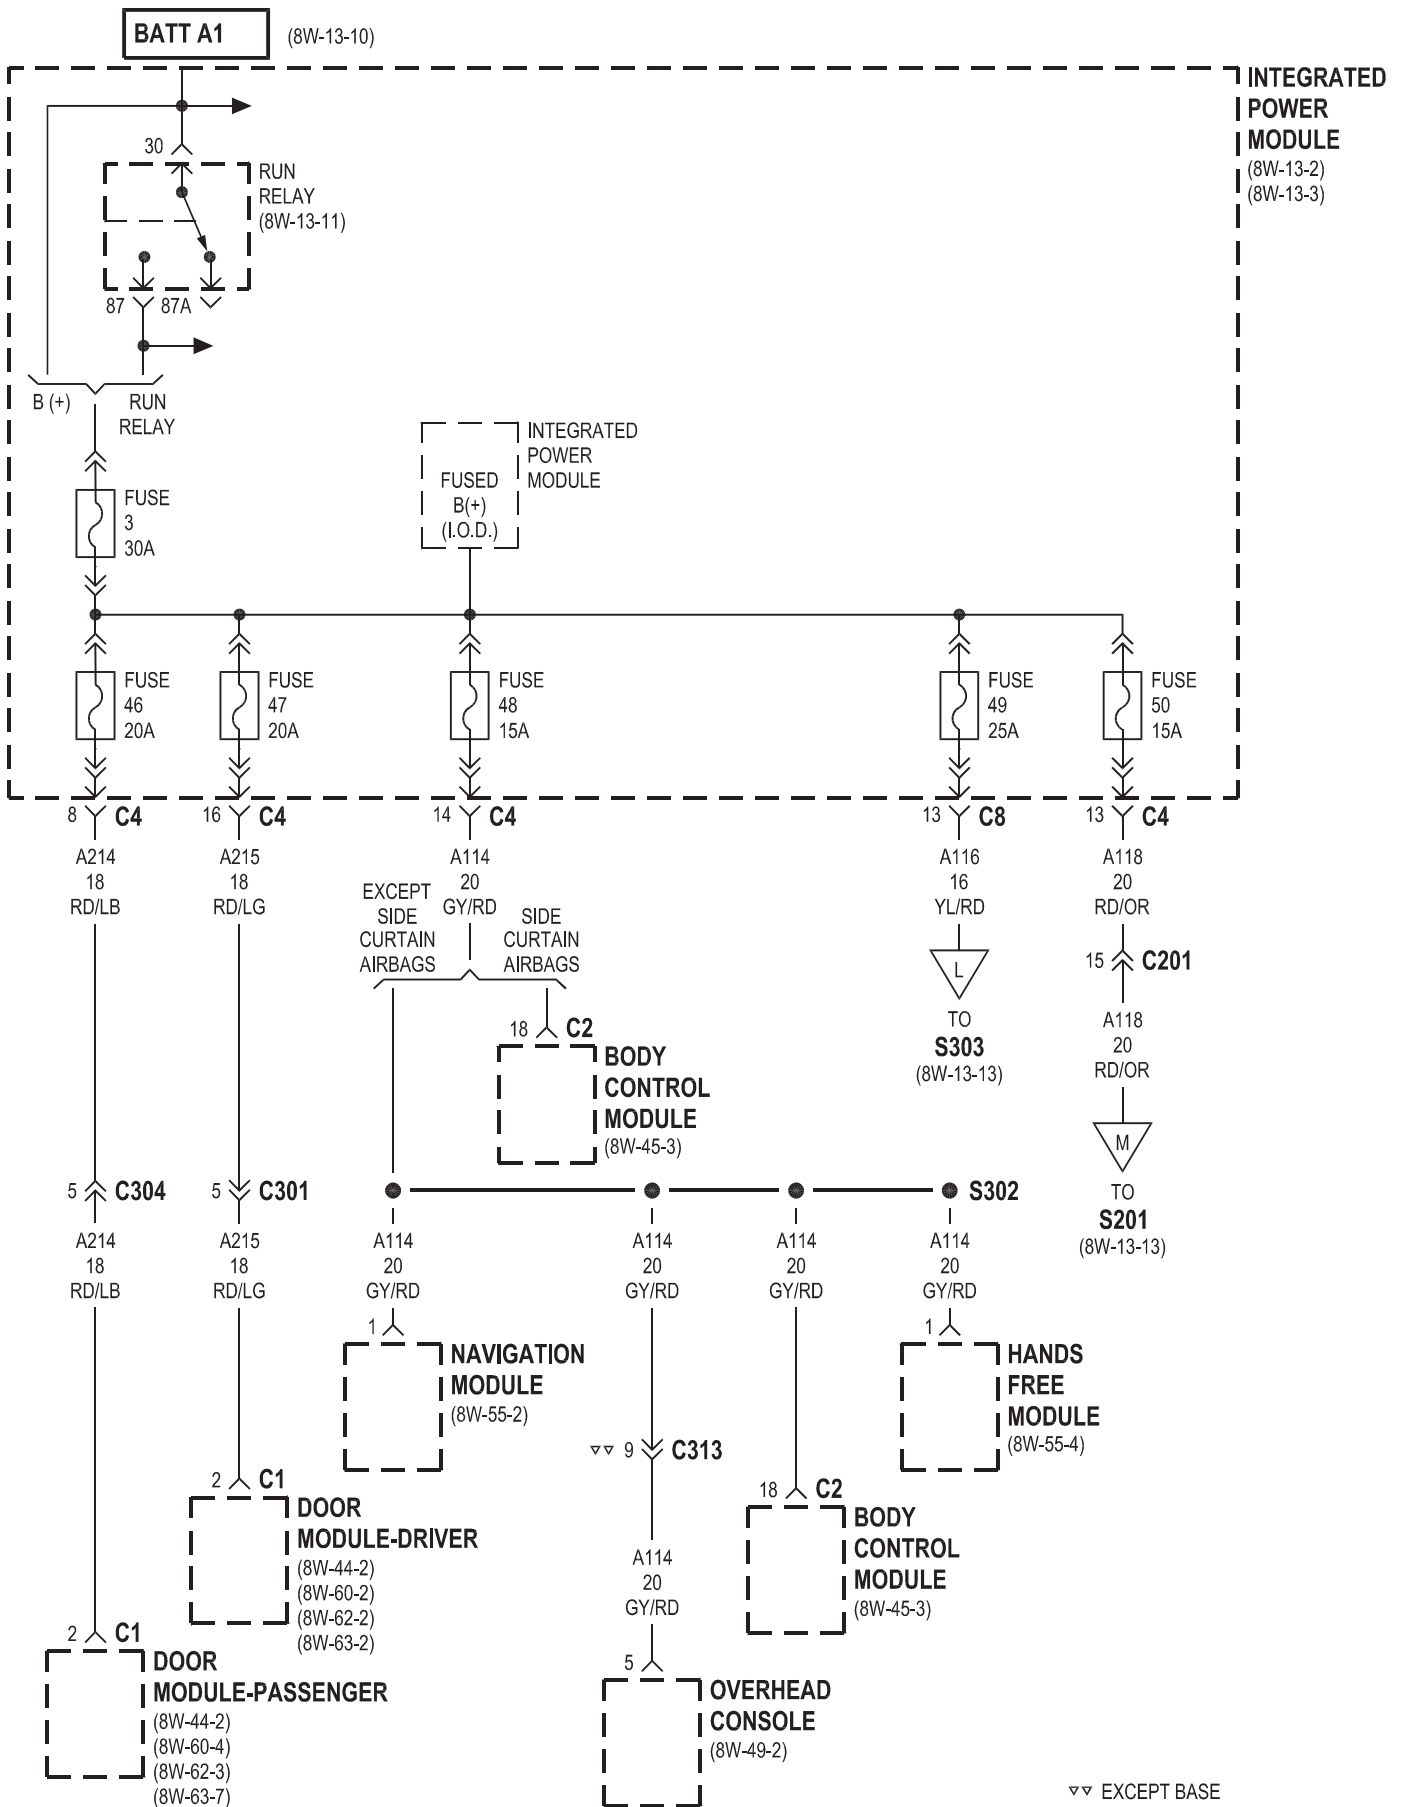 BATT A1
(8W-13-10)
INTEGRATED
POWER
MODULE
(8W-13-2)
(8W-13-3)
30
RUN
RELAY
(8W-13-11)
87
87A
B (+)
RUN
RELAY
INTEGRATED
POWER
MODULE
FUSED
B(+)
(I.O.D.)
FUSE
3
30A
FUSE
46
20A
FUSE
47
20A
FUSE
48
15A
FUSE
49
25A
FUSE
50
15A
8 C4
16 C4
14 C4
13 C8
13 C4
A214
18
RD/LB
A215
18
RD/LG
A114
20
GY/RD
A116
16
YL/RD
A118
20
RD/OR
EXCEPT
SIDE
CURTAIN
AIRBAGS
SIDE
CURTAIN
AIRBAGS
L
TO
S303
(8W-13-13)
15 C201
A118
20
RD/OR
M
TO
S201
(8W-13-13)
18 C2
BODY
CONTROL
MODULE
(8W-45-3)
5 C304
5 C301
S302
A214
18
RD/LB
A215
18
RD/LG
A114
20
GY/RD
A114
20
GY/RD
A114
20
GY/RD
A114
20
GY/RD
1
NAVIGATION
MODULE
(8W-55-2)
1
HANDS
FREE
MODULE
(8W-55-4)
9 C313
2 C1
DOOR
MODULE-DRIVER
(8W-44-2)
(8W-60-2)
(8W-62-2)
(8W-63-2)
18 C2
BODY
CONTROL
MODULE
(8W-45-3)
A114
20
GY/RD
2 C1
DOOR
MODULE-PASSENGER
(8W-44-2)
(8W-60-4)
(8W-62-3)
(8W-63-7)
5
OVERHEAD
CONSOLE
(8W-49-2)
EXCEPT BASE